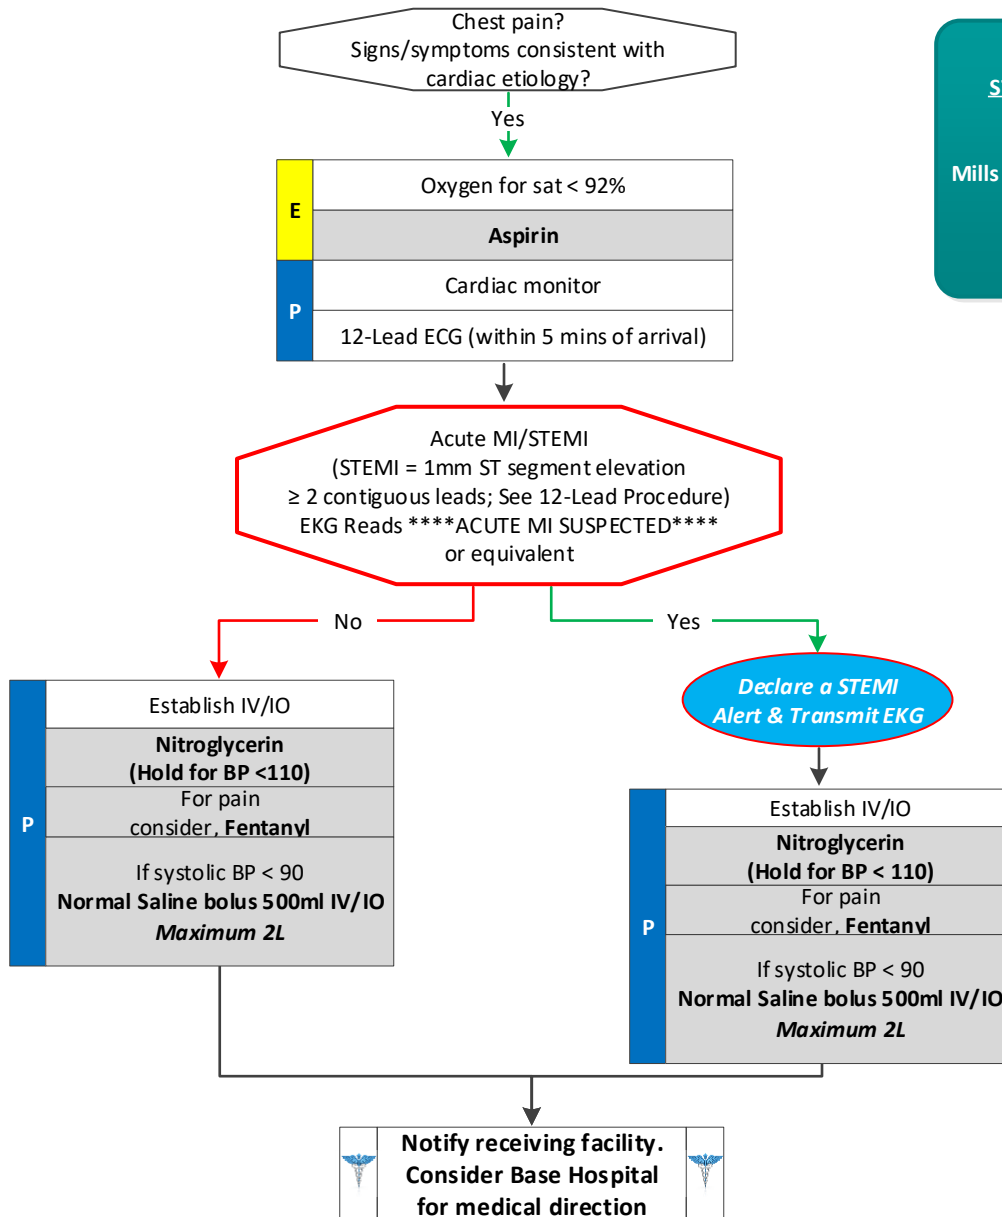 Chest pain?
Signs/symptoms consistent with
cardiac etiology?
Yes
E
Oxygen for sat < 92%
Aspirin
P
Cardiac monitor
12-Lead ECG (within 5 mins of arrival)
Acute MI/STEMI
(STEMI = 1mm ST segment elevation
≥ 2 contiguous leads; See 12-Lead Procedure)
EKG Reads ****ACUTE MI SUSPECTED****
or equivalent
No
Yes
Declare a STEMI
Alert & Transmit EKG
P
Establish IV/IO
Nitroglycerin
(Hold for BP <110)
For pain
consider, Fentanyl
If systolic BP < 90
Normal Saline bolus 500ml IV/IO
Maximum 2L
P
Establish IV/IO
Nitroglycerin
(Hold for BP < 110)
For pain
consider, Fentanyl
If systolic BP < 90
Normal Saline bolus 500ml IV/IO
Maximum 2L
Notify receiving facility.
Consider Base Hospital
for medical direction
Mills